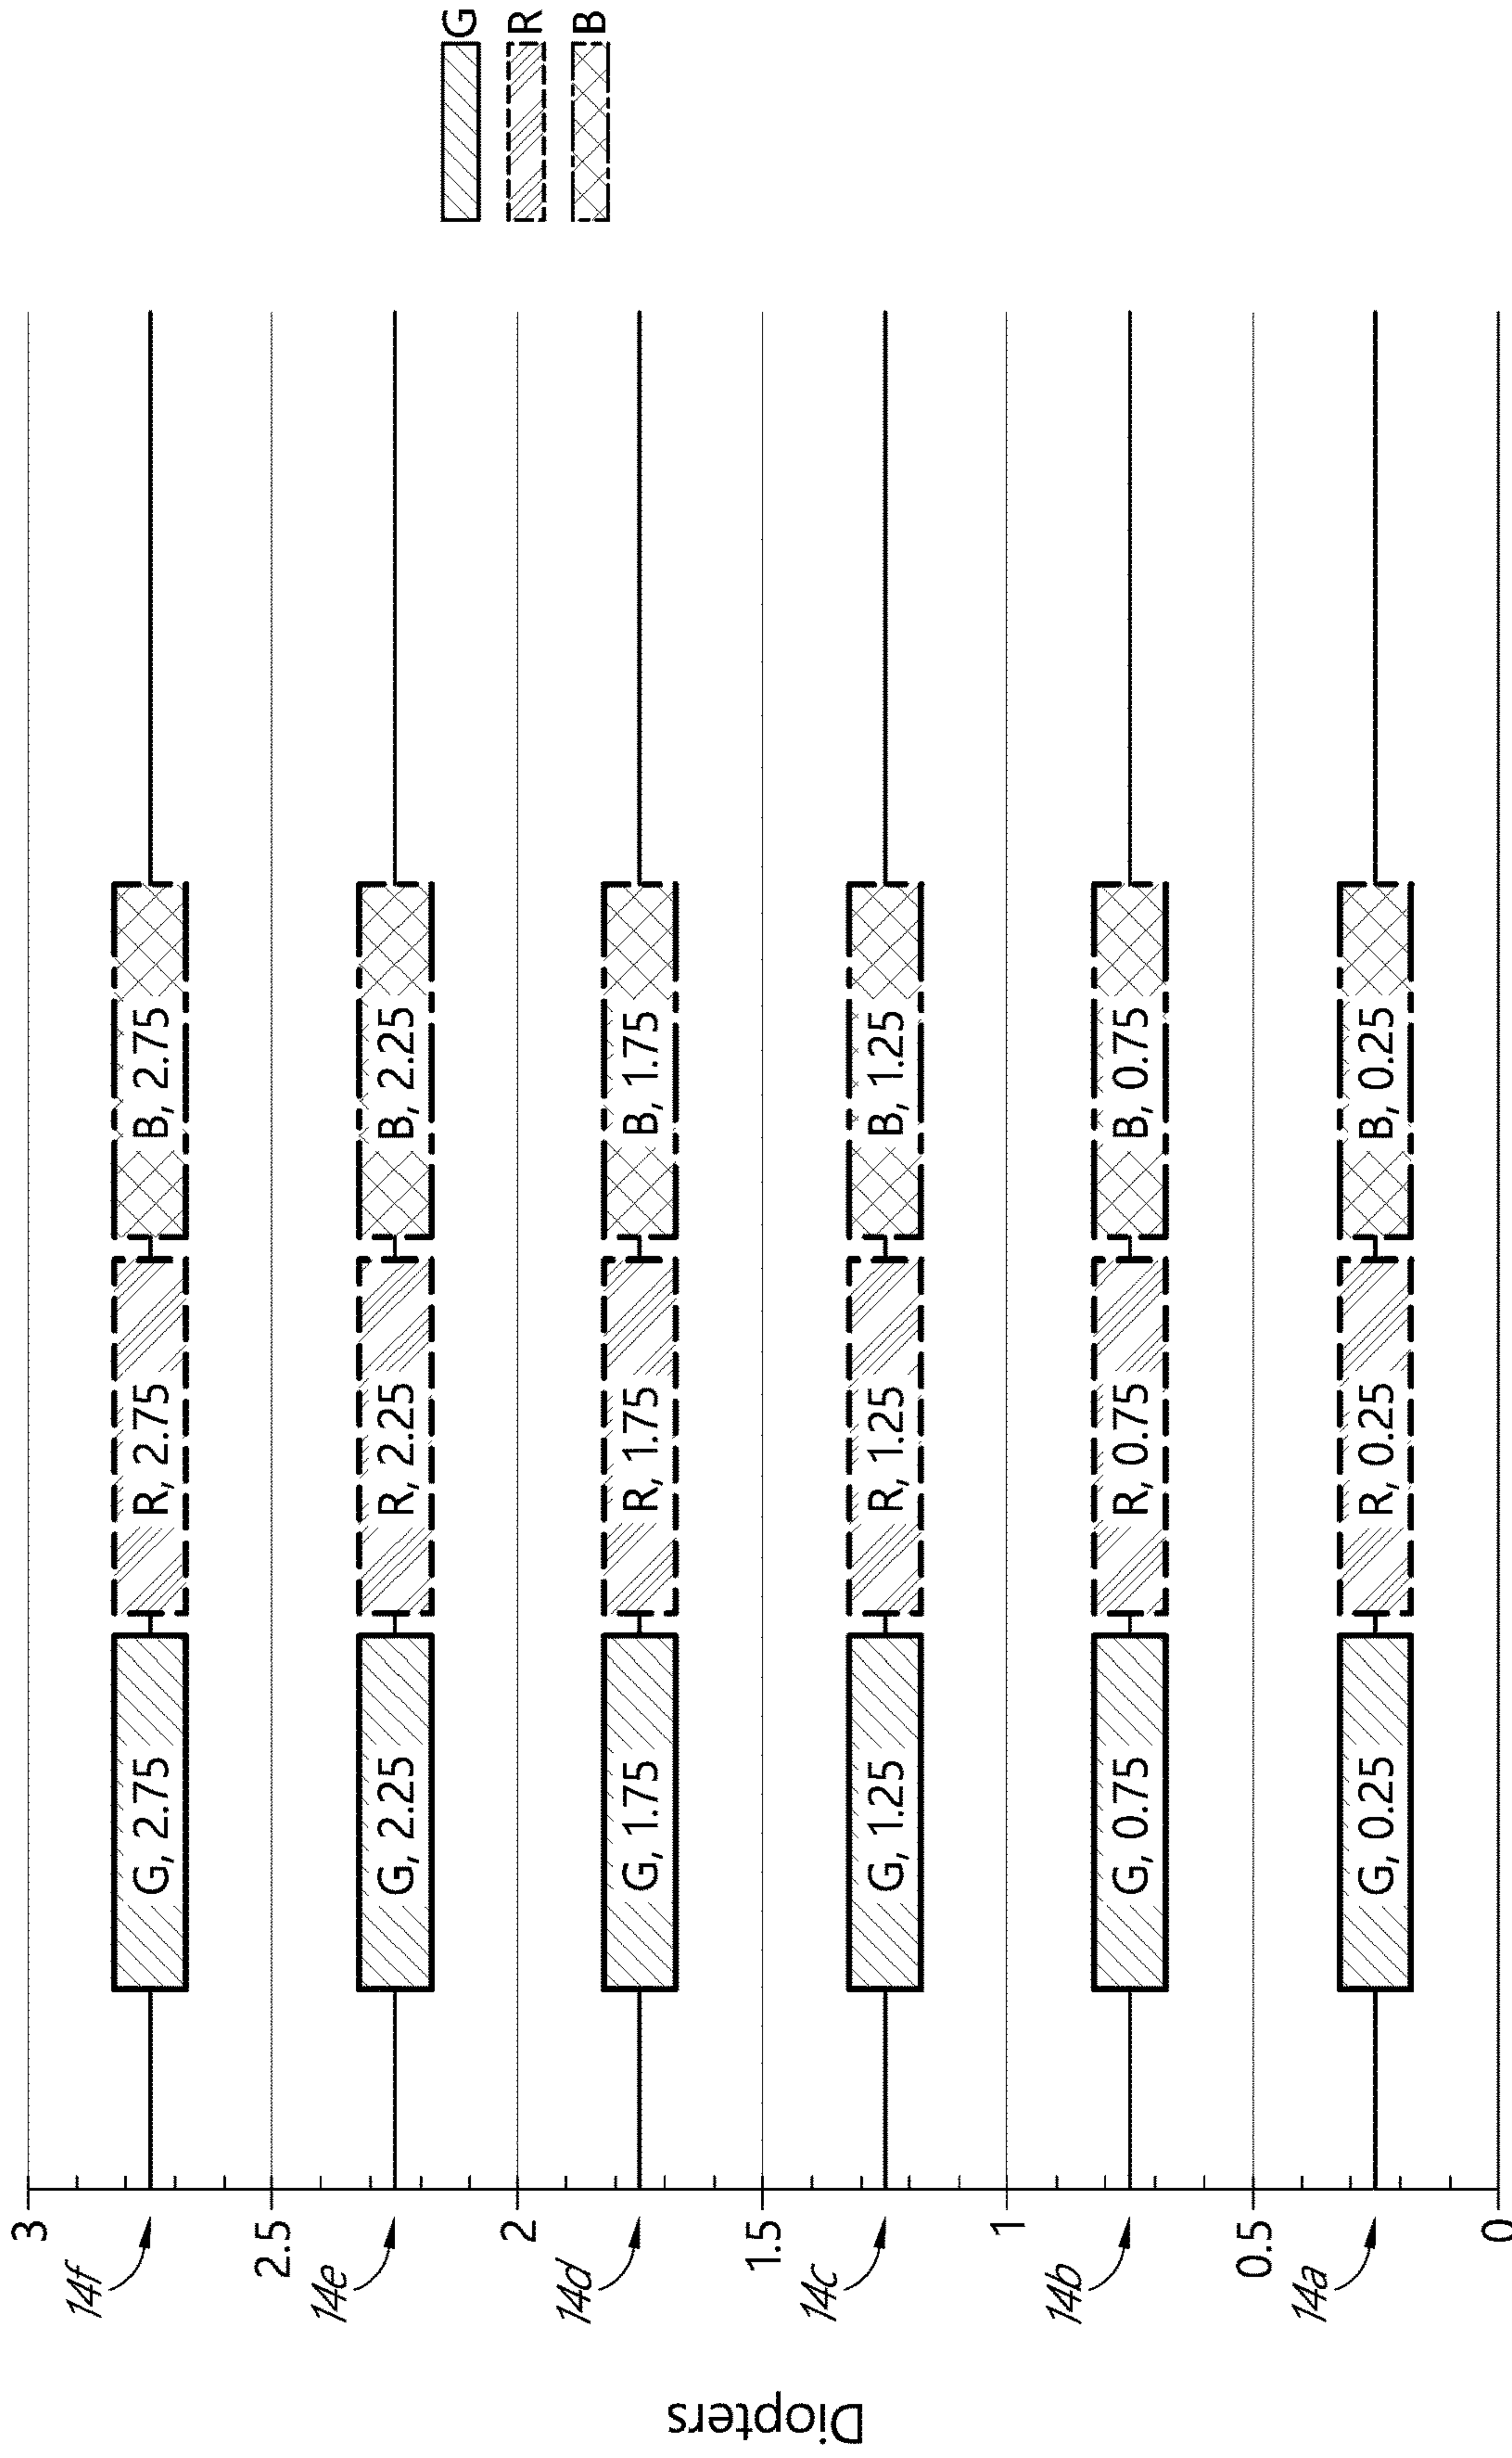 Diopters
3
14f
G, 2.75 R, 2.75 B, 2.75
2.5
14e
G, 2.25 R, 2.25 B, 2.25
2
14d
G, 1.75 R, 1.75 B, 1.75
1.5
14c
G, 1.25 R, 1.25 B, 1.25
1
14b
G, 0.75 R, 0.75 B, 0.75
0.5
14a
G, 0.25 R, 0.25 B, 0.25
0
G
R
B